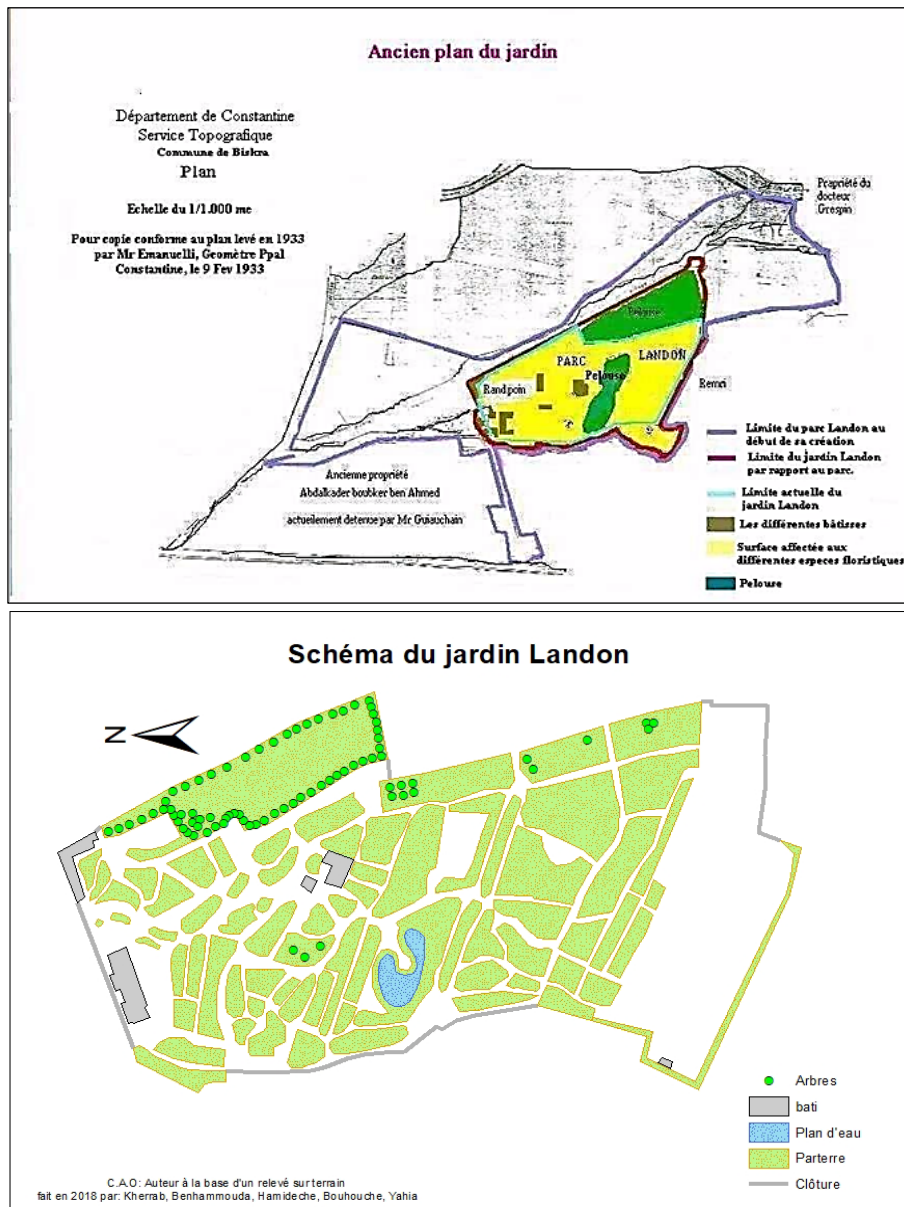 Ancien plan du jardin
Département de Constantine
Service Topografique
Commune de Biskra
Plan
Echelle du 1/1.000 me
Pour copie conforme au plan levé en 1933
par Mr Emanuelli, Geomètre Ppal
Constantine, le 9 Fev 1933
Propriété du
docteur
Grespin
Pelouse
PARC
LANDON
Pelouse
Randpoin
Remri
Ancienne propriété
Abdalkader boubker ben Ahmed
actuellement detenue par Mr Guiauchain
Limite du parc Landon au
début de sa création
Limite du jardin Landon
par rapport au parc.
Limite actuelle du
jardin Landon
Les différentes bâtisses
Surface affectée aux
différentes especes floristiques
Pelouse
Schéma du jardin Landon
N
Arbres
bati
Plan d'eau
Parterre
Clôture
C.A.O: Auteur à la base d'un relevé sur terrain
fait en 2018 par: Kherrab, Benhammouda, Hamideche, Bouhouche, Yahia